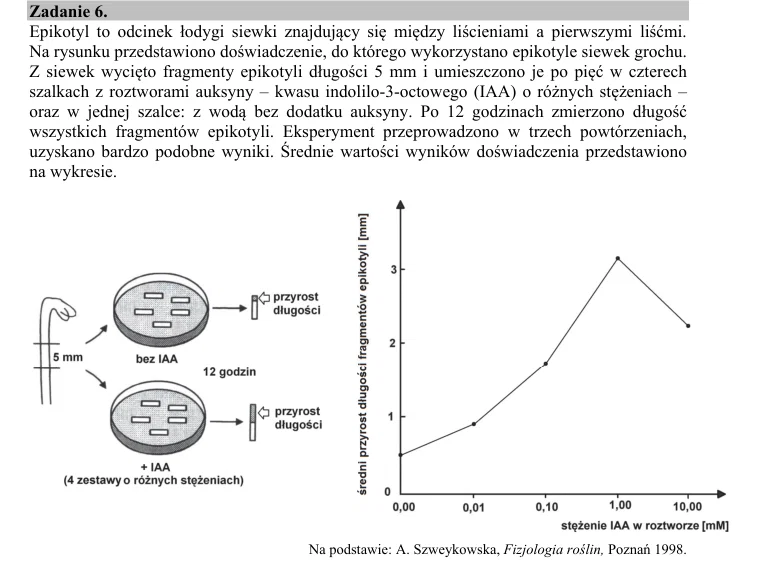 Zadanie 6.
Epikotyl to odcinek łodygi siewki znajdujący się między liścieniami a pierwszymi liśćmi.
Na rysunku przedstawiono doświadczenie, do którego wykorzystano epikotyle siewek grochu.
Z siewek wycięto fragmenty epikotyli długości 5 mm i umieszczono je po pięć w czterech
szalkach z roztworami auksyny – kwasu indolilo-3-octowego (IAA) o różnych stężeniach –
oraz w jednej szalce: z wodą bez dodatku auksyny. Po 12 godzinach zmierzono długość
wszystkich fragmentów epikotyli. Eksperyment przeprowadzono w trzech powtórzeniach,
uzyskano bardzo podobne wyniki. Średnie wartości wyników doświadczenia przedstawiono
na wykresie.
przyrost
długości
5 mm
bez IAA
12 godzin
przyrost
długości
+ IAA
(4 zestawy o różnych stężeniach)
średni przyrost długości fragmentów epikotyli [mm]
3
2
1
0
0,00
0,01
0,10
1,00
10,00
stężenie IAA w roztworze [mM]
Na podstawie: A. Szweykowska, Fizjologia roślin, Poznań 1998.